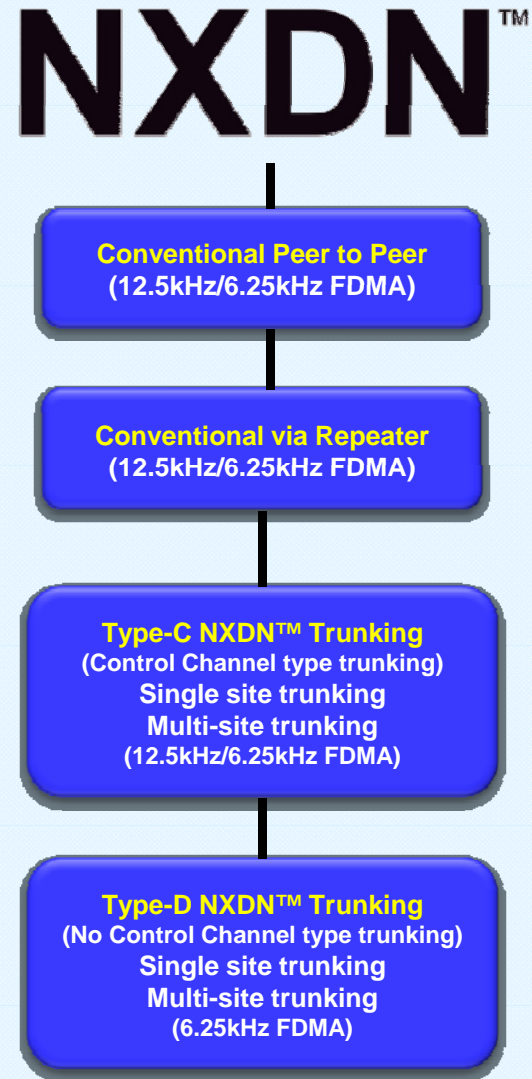 NXDN™
Conventional Peer to Peer
(12.5kHz/6.25kHz FDMA)
Conventional via Repeater
(12.5kHz/6.25kHz FDMA)
Type-C NXDN™ Trunking
(Control Channel type trunking)
Single site trunking
Multi-site trunking
(12.5kHz/6.25kHz FDMA)
Type-D NXDN™ Trunking
(No Control Channel type trunking)
Single site trunking
Multi-site trunking
(6.25kHz FDMA)